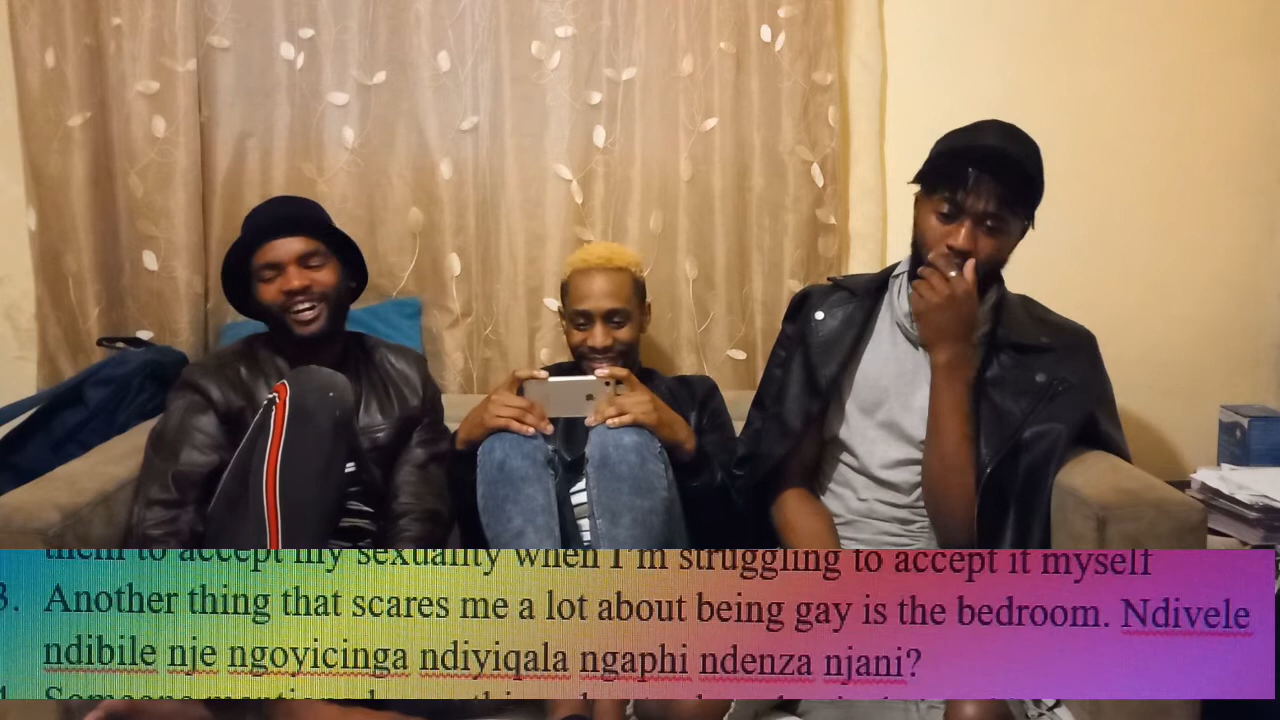 them to accept my sexuality when I'm struggling to accept it myself
3. Another thing that scares me a lot about being gay is the bedroom. Ndivele
ndibile nje ngoyicinga ndiyiqala ngaphi ndenza njani?